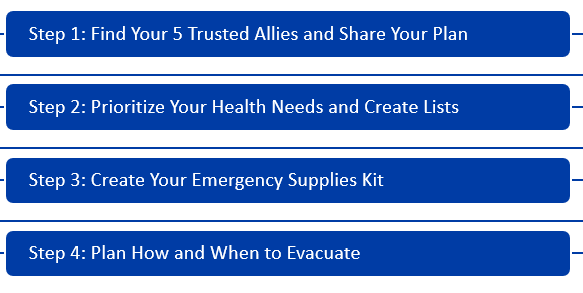 Step 1: Find Your 5 Trusted Allies and Share Your Plan
Step 2: Prioritize Your Health Needs and Create Lists
Step 3: Create Your Emergency Supplies Kit
Step 4: Plan How and When to Evacuate